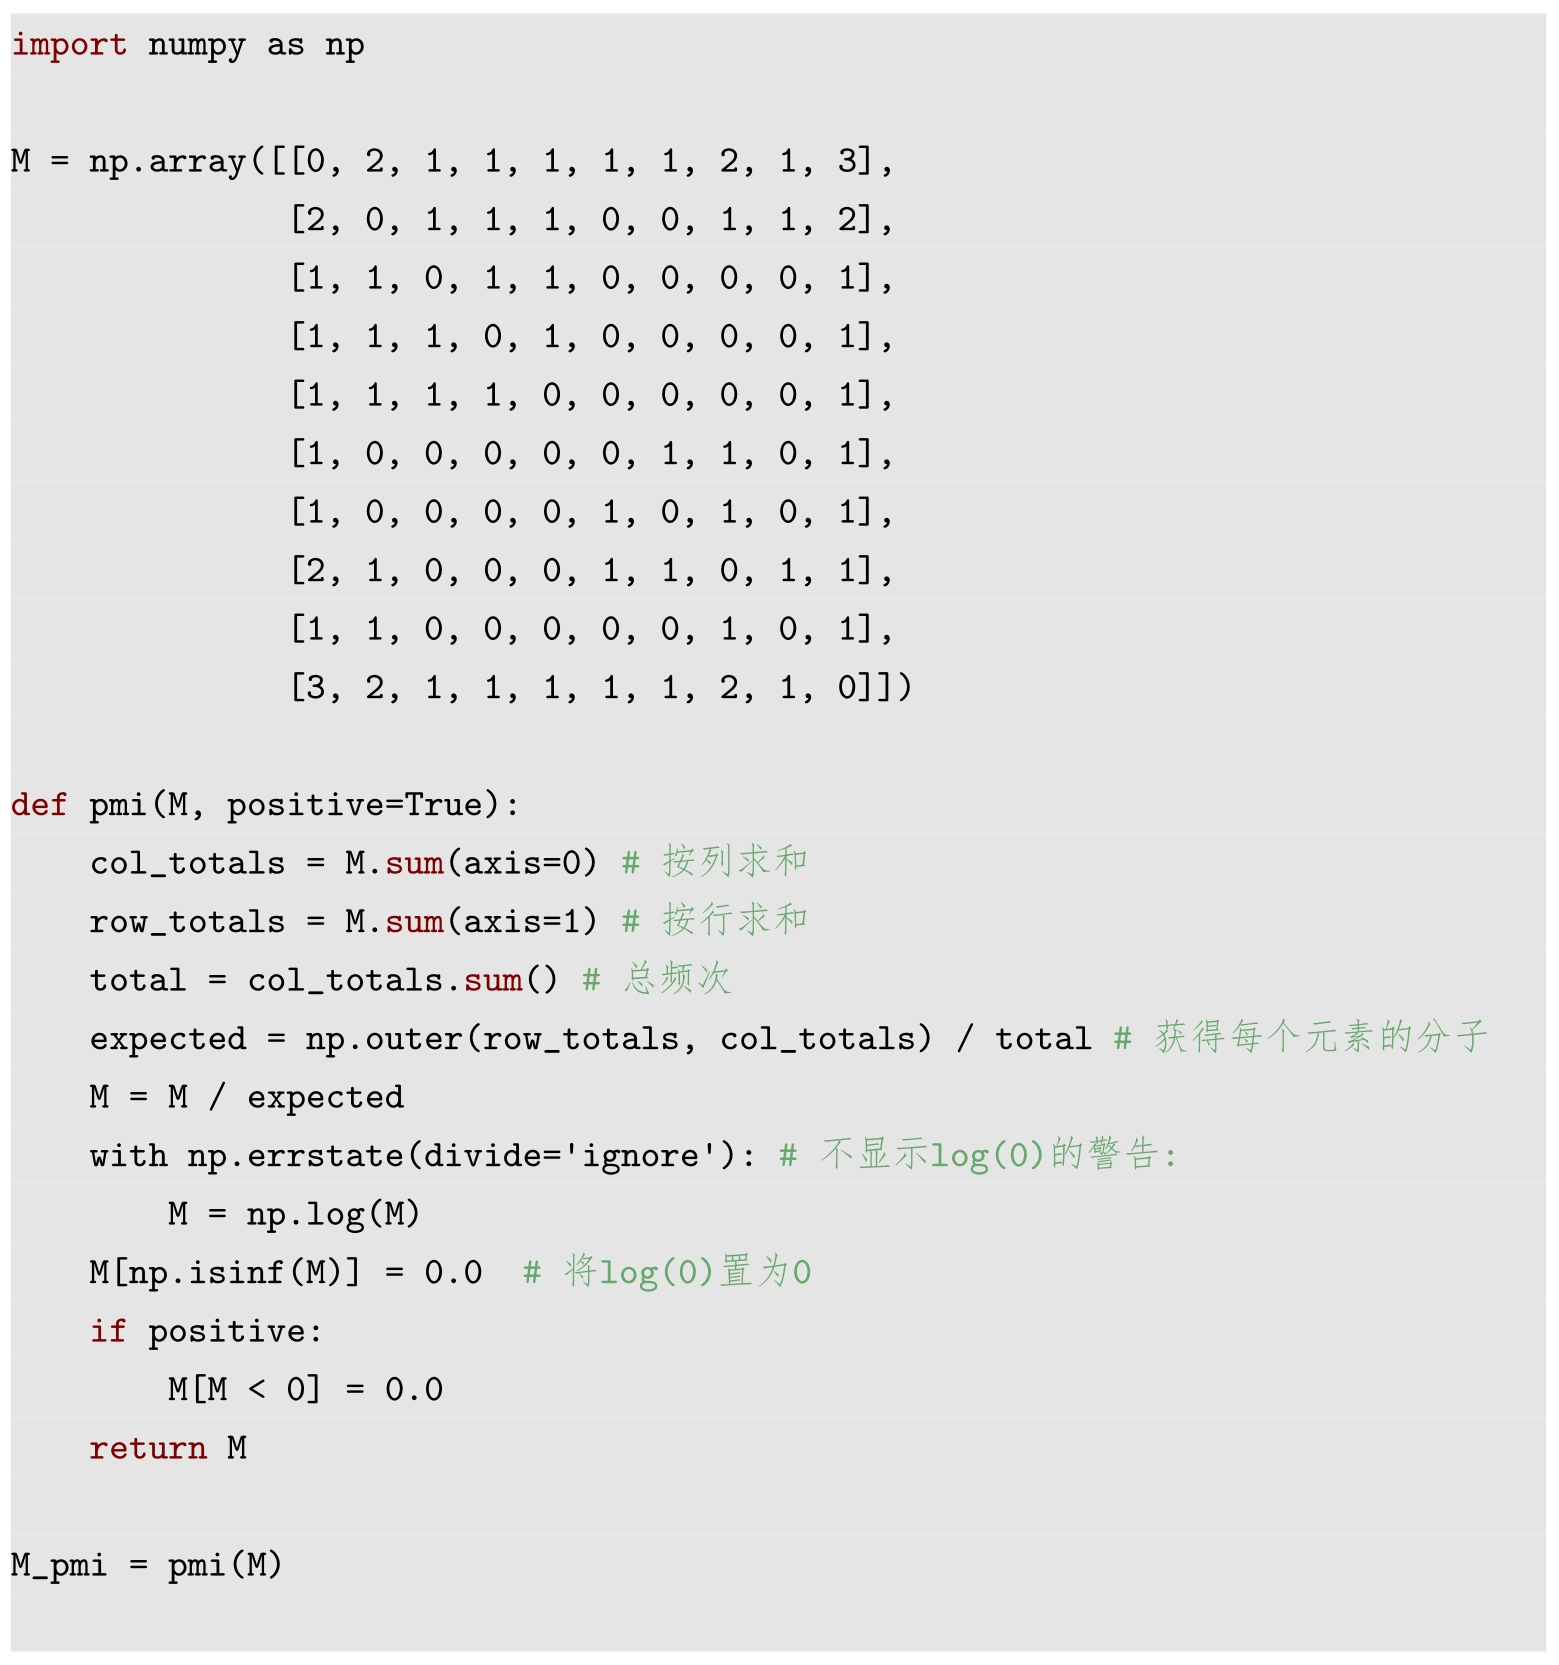 import numpy as np
M = np.array([[0, 2, 1, 1, 1, 1, 1, 2, 1, 3],
              [2, 0, 1, 1, 1, 0, 0, 1, 1, 2],
              [1, 1, 0, 1, 1, 0, 0, 0, 0, 1],
              [1, 1, 1, 0, 1, 0, 0, 0, 0, 1],
              [1, 1, 1, 1, 0, 0, 0, 0, 0, 1],
              [1, 0, 0, 0, 0, 0, 1, 1, 0, 1],
              [1, 0, 0, 0, 0, 1, 0, 1, 0, 1],
              [2, 1, 0, 0, 0, 1, 1, 0, 1, 1],
              [1, 1, 0, 0, 0, 0, 0, 1, 0, 1],
              [3, 2, 1, 1, 1, 1, 1, 2, 1, 0]])
def pmi(M, positive=True):
    col_totals = M.sum(axis=0) # 按列求和
    row_totals = M.sum(axis=1) # 按行求和
    total = col_totals.sum() # 总频次
    expected = np.outer(row_totals, col_totals) / total # 获得每个元素的分子
    M = M / expected
    with np.errstate(divide='ignore'): # 不显示log(0)的警告:
        M = np.log(M)
    M[np.isinf(M)] = 0.0  # 将log(0)置为0
    if positive:
        M[M < 0] = 0.0
    return M
M_pmi = pmi(M)